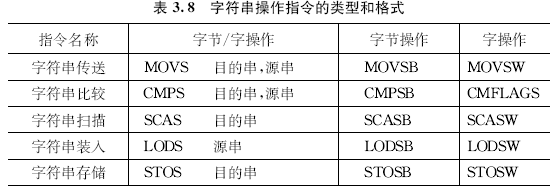 表 3.8 字符串操作指令的类型和格式
指令名称 字节/字操作 字节操作 字操作
字符串传送 MOVS 目的串,源串 MOVSB MOVSW
字符串比较 CMPS 目的串,源串 CMPSB CMFLAGS
字符串扫描 SCAS 目的串 SCASB SCASW
字符串装入 LODS 源串 LODSB LODSW
字符串存储 STOS 目的串 STOSB STOSW